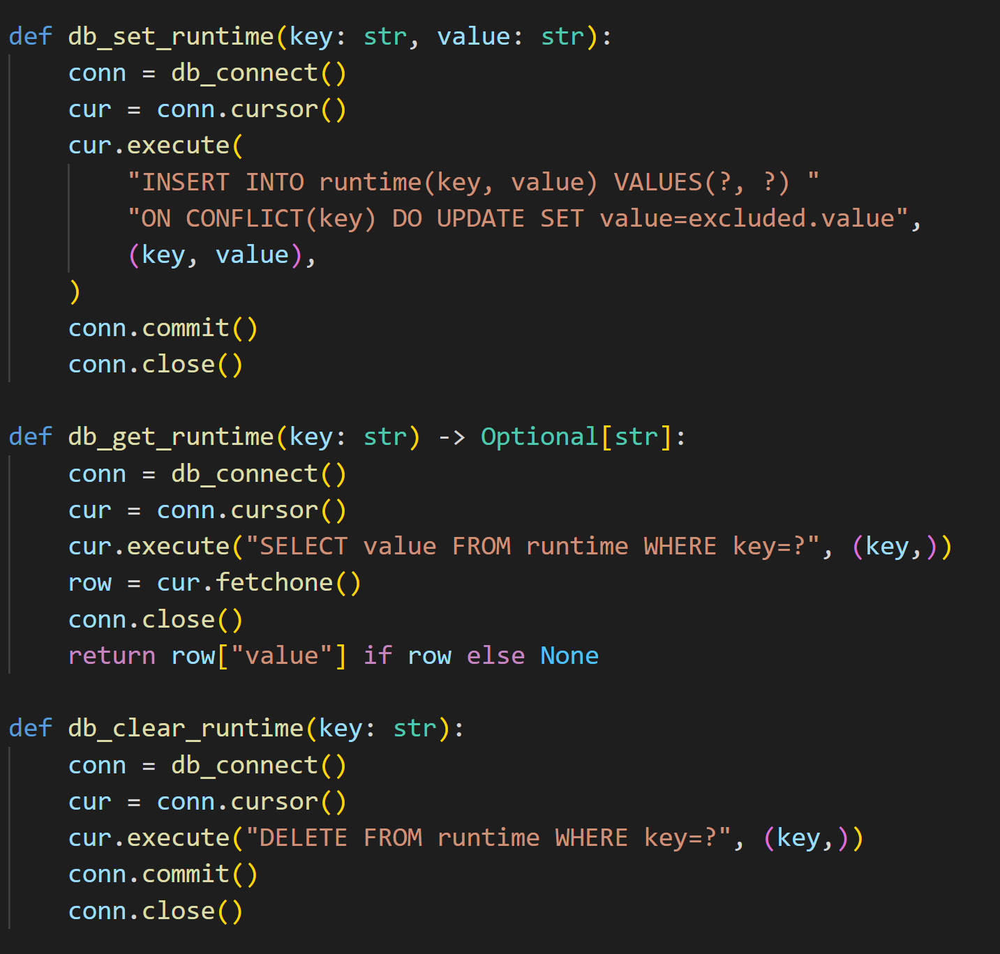 def db_set_runtime(key: str, value: str):
    conn = db_connect()
    cur = conn.cursor()
    cur.execute(
        "INSERT INTO runtime(key, value) VALUES(?, ?) "
        "ON CONFLICT(key) DO UPDATE SET value=excluded.value",
        (key, value),
    )
    conn.commit()
    conn.close()

def db_get_runtime(key: str) -> Optional[str]:
    conn = db_connect()
    cur = conn.cursor()
    cur.execute("SELECT value FROM runtime WHERE key=?", (key,))
    row = cur.fetchone()
    conn.close()
    return row["value"] if row else None

def db_clear_runtime(key: str):
    conn = db_connect()
    cur = conn.cursor()
    cur.execute("DELETE FROM runtime WHERE key=?", (key,))
    conn.commit()
    conn.close()